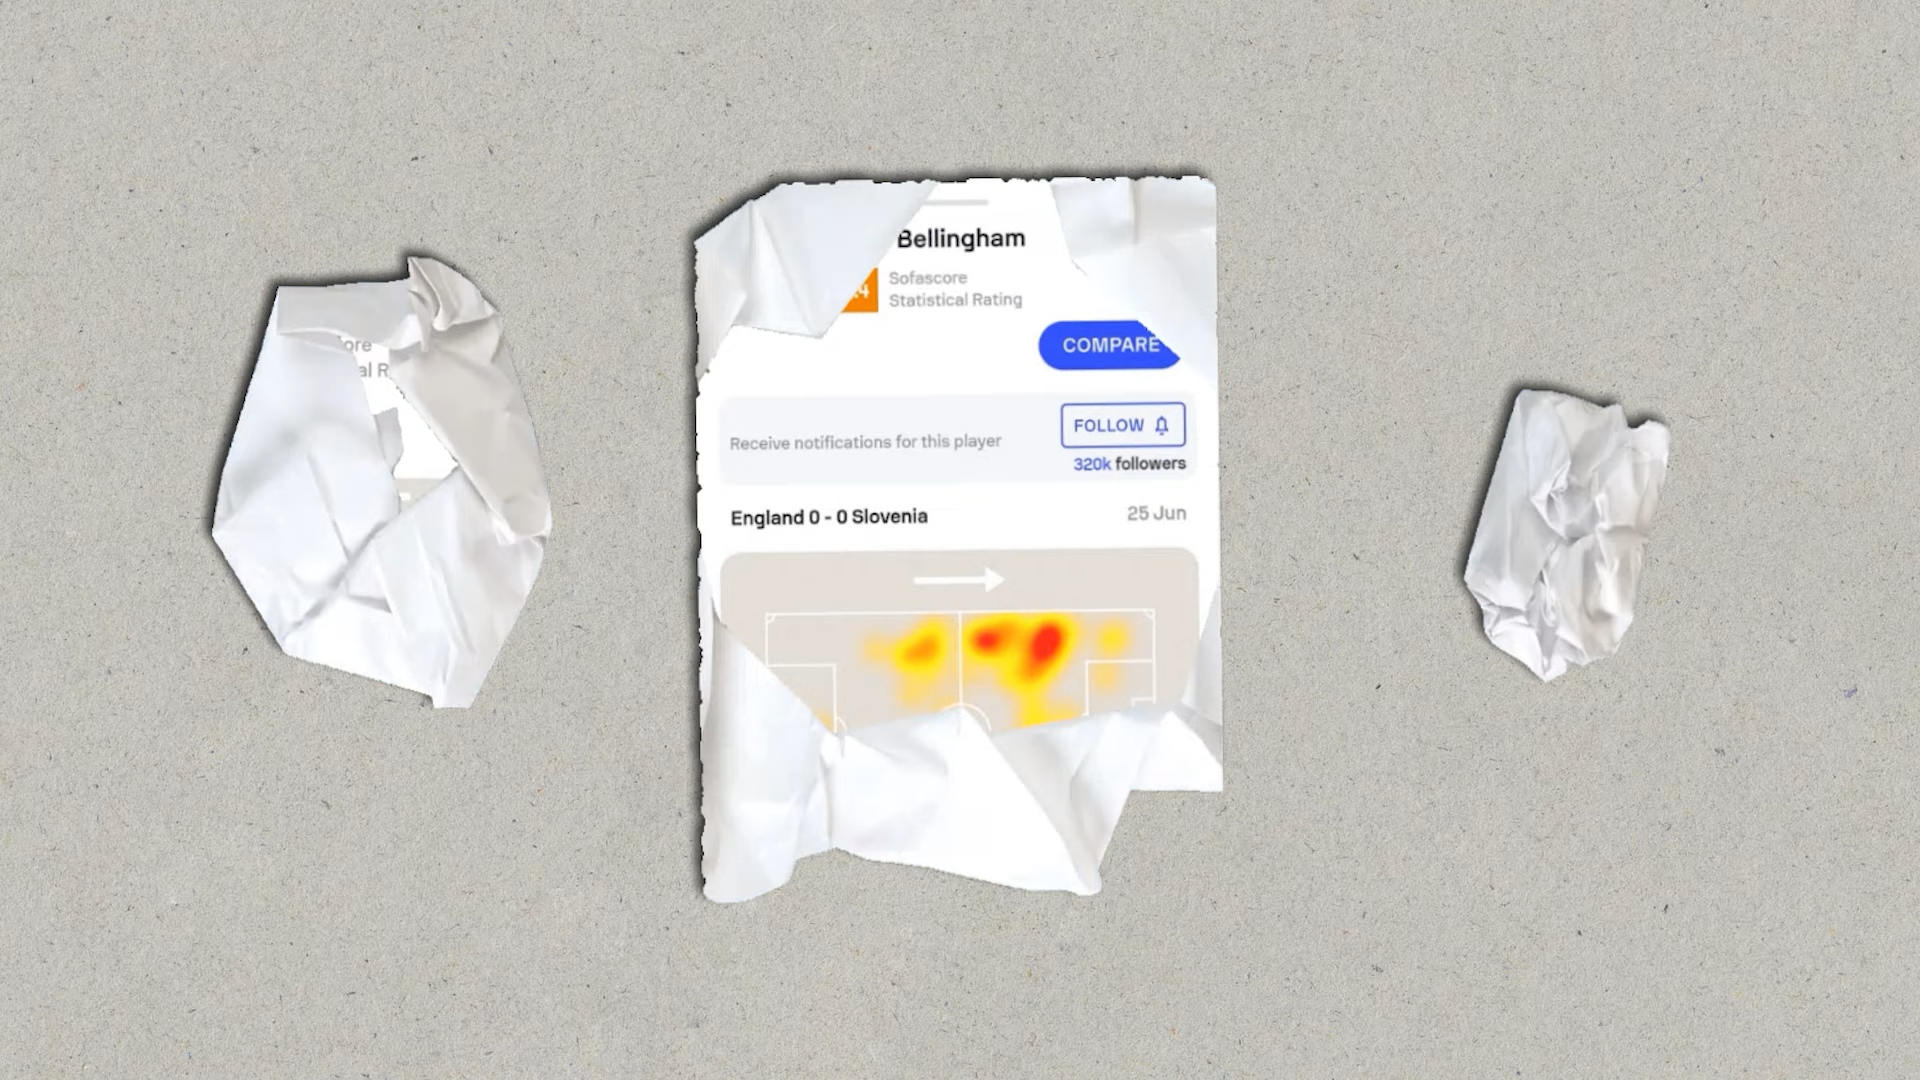 Bellingham
Sofascore
Statistical Rating
COMPARE
Receive notifications for this player
FOLLOW
320k followers
England 0 - 0 Slovenia
25 Jun